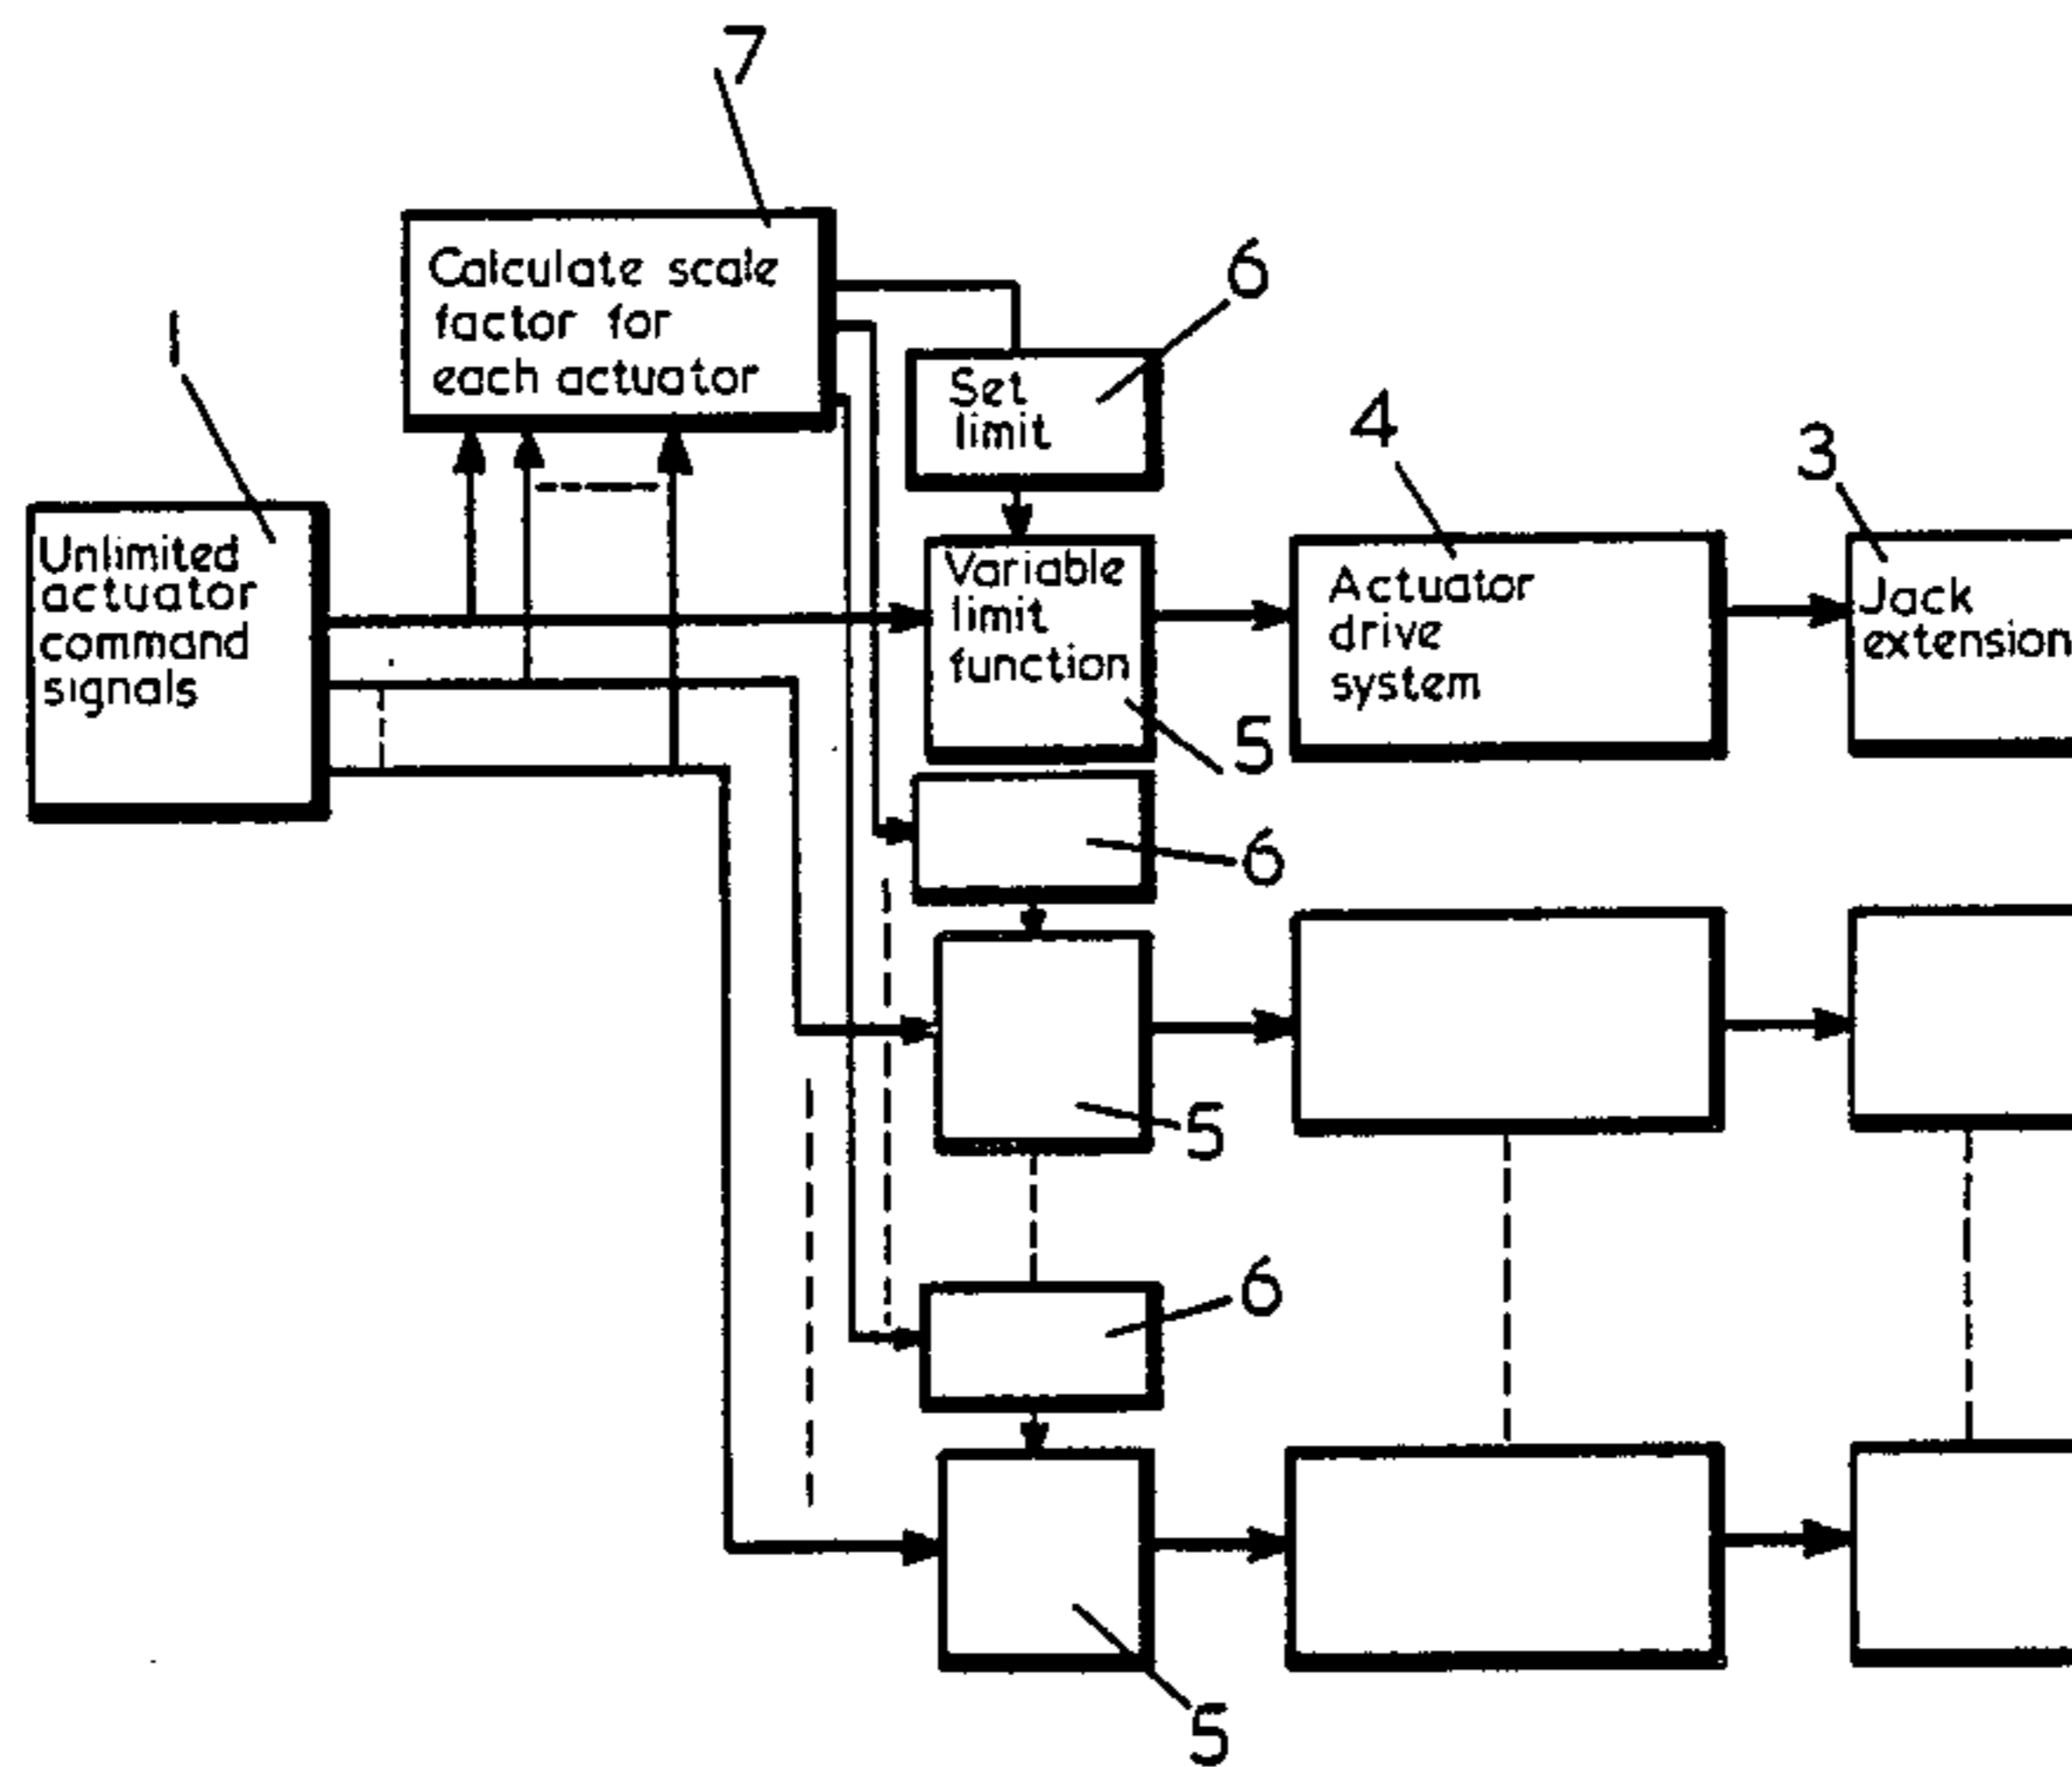 7
Calculate scale
factor for
each actuator
1
6
Set
limit
4
3
Unlimited
actuator
command
signals
Variable
limit
function
Actuator
drive
system
Jack
extension
5
6
5
6
5